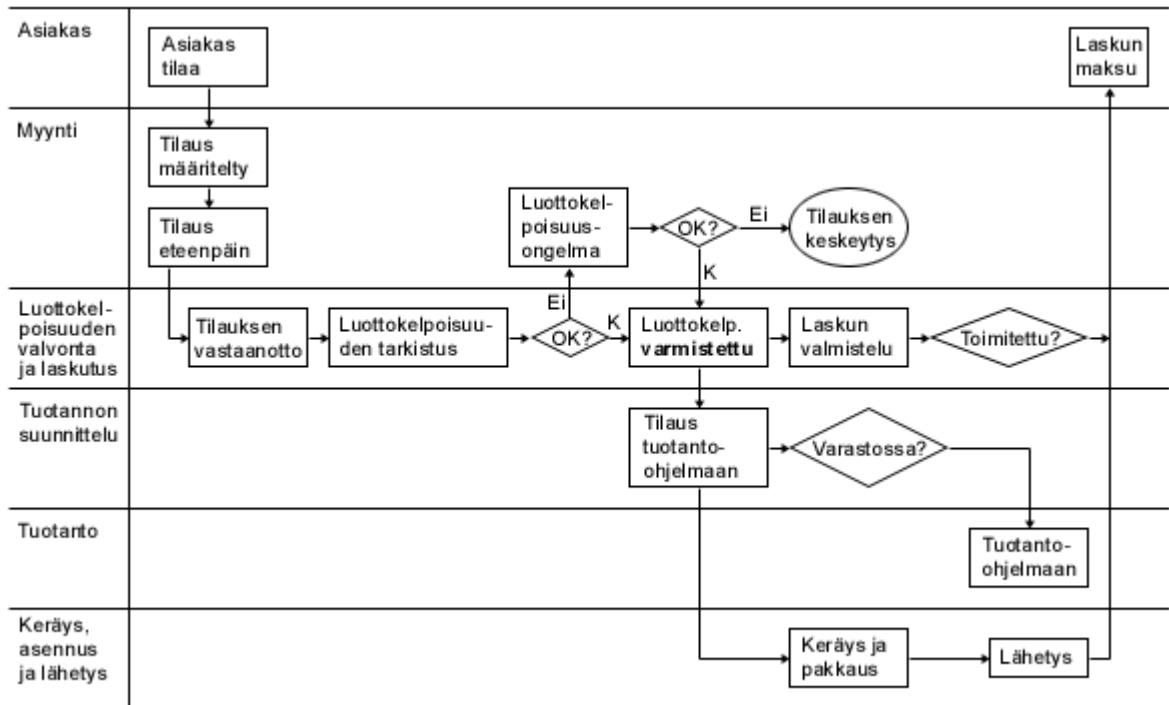 Asiakas
Asiakas
tilaa
Laskun
maksu
Myynti
Tilaus
määritelty
Tilaus
eteenpäin
Luottokel-
poisuus-
ongelma
OK?
Ei
Tilauksen
keskeytys
K
Ei
Luottokel-
poisuuden
valvonta
ja laskutus
Tilauksen
vastaanotto
Luottokelpoisuu-
den tarkistus
OK?
K
Luottokelp.
varmistettu
Laskun
valmistelu
Toimitettu?
Tuotannon
suunnittelu
Tilaus
tuotanto-
ohjelmaan
Varastossa?
Tuotanto
Tuotanto-
ohjelmaan
Keräys,
asennus
ja lähetys
Keräys ja
pakkaus
Lähetys